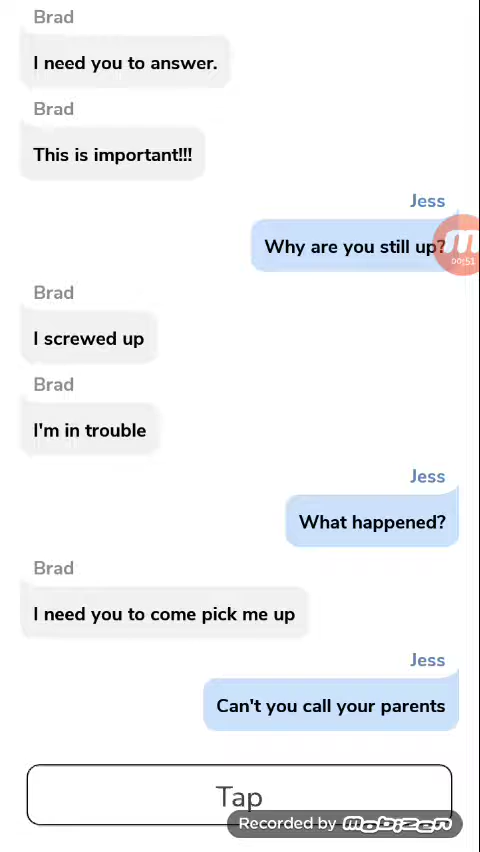 Brad
I need you to answer.
Brad
This is important!!!
Jess
Why are you still up?
00:51
Brad
I screwed up
Brad
I'm in trouble
Jess
What happened?
Brad
I need you to come pick me up
Jess
Can't you call your parents
Tap
Recorded by mobizen